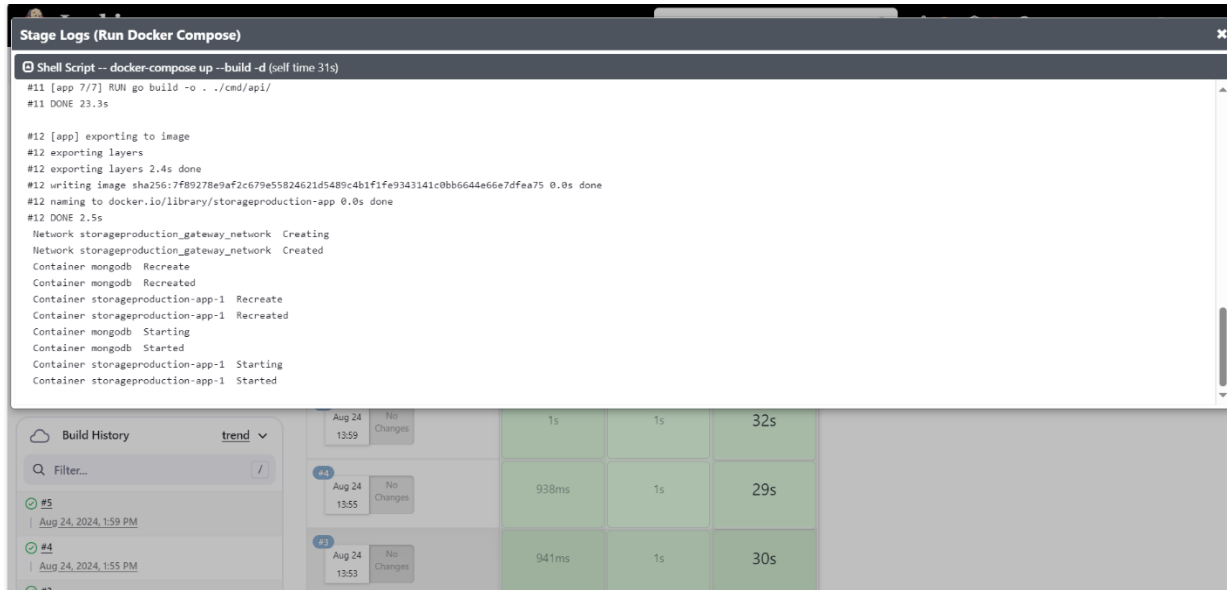 Stage Logs (Run Docker Compose)
Shell Script -- docker-compose up --build -d (self time 31s)
#11 [app 7/7] RUN go build -o . ./cmd/api/
#11 DONE 23.3s
#12 [app] exporting to image
#12 exporting layers
#12 exporting layers 2.4s done
#12 writing image sha256:7f89278e9af2c679e55824621d5489c4b1f1fe9343141c0bb6644e66e7dfea75 0.0s done
#12 naming to docker.io/library/storageproduction-app 0.0s done
#12 DONE 2.5s
Network storageproduction_gateway_network Creating
Network storageproduction_gateway_network Created
Container mongodb Recreate
Container mongodb Recreated
Container storageproduction-app-1 Recreate
Container storageproduction-app-1 Recreated
Container mongodb Starting
Container mongodb Started
Container storageproduction-app-1 Starting
Container storageproduction-app-1 Started
Build History trend
Filter... /
#5
Aug 24, 2024, 1:59 PM
#4
Aug 24, 2024, 1:55 PM
Aug 24
13:59
No
Changes
1s 1s 32s
#4
Aug 24
13:55
No
Changes
938ms 1s 29s
#3
Aug 24
13:53
No
Changes
941ms 1s 30s